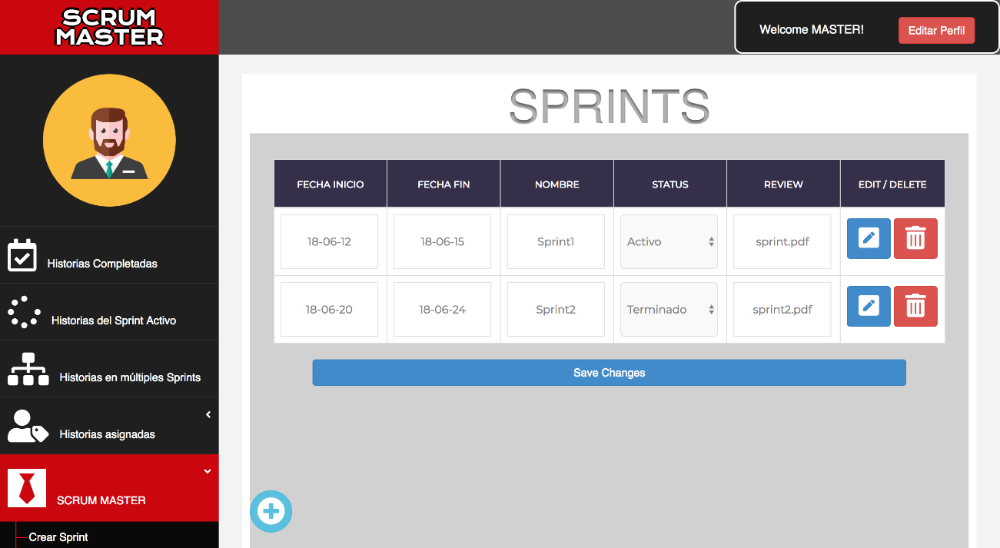 SCRUM
MASTER
Welcome MASTER!
Editar Perfil
SPRINTS
FECHA INICIO FECHA FIN NOMBRE STATUS REVIEW EDIT / DELETE
18-06-12 18-06-15 Sprint1 Activo sprint.pdf
18-06-20 18-06-24 Sprint2 Terminado sprint2.pdf
Save Changes
Historias Completadas
Historias del Sprint Activo
Historias en múltiples Sprints
Historias asignadas
SCRUM MASTER
Crear Sprint